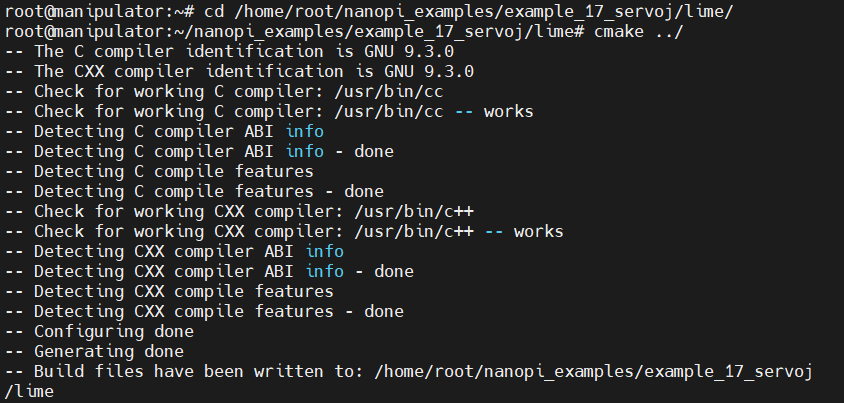 root@manipulator:~# cd /home/root/nanopi_examples/example_17_servoj/lime/
root@manipulator:~/nanopi_examples/example_17_servoj/lime# cmake ../
-- The C compiler identification is GNU 9.3.0
-- The CXX compiler identification is GNU 9.3.0
-- Check for working C compiler: /usr/bin/cc
-- Check for working C compiler: /usr/bin/cc -- works
-- Detecting C compiler ABI info
-- Detecting C compiler ABI info - done
-- Detecting C compile features
-- Detecting C compile features - done
-- Check for working CXX compiler: /usr/bin/c++
-- Check for working CXX compiler: /usr/bin/c++ -- works
-- Detecting CXX compiler ABI info
-- Detecting CXX compiler ABI info - done
-- Detecting CXX compile features
-- Detecting CXX compile features - done
-- Configuring done
-- Generating done
-- Build files have been written to: /home/root/nanopi_examples/example_17_servoj
/lime